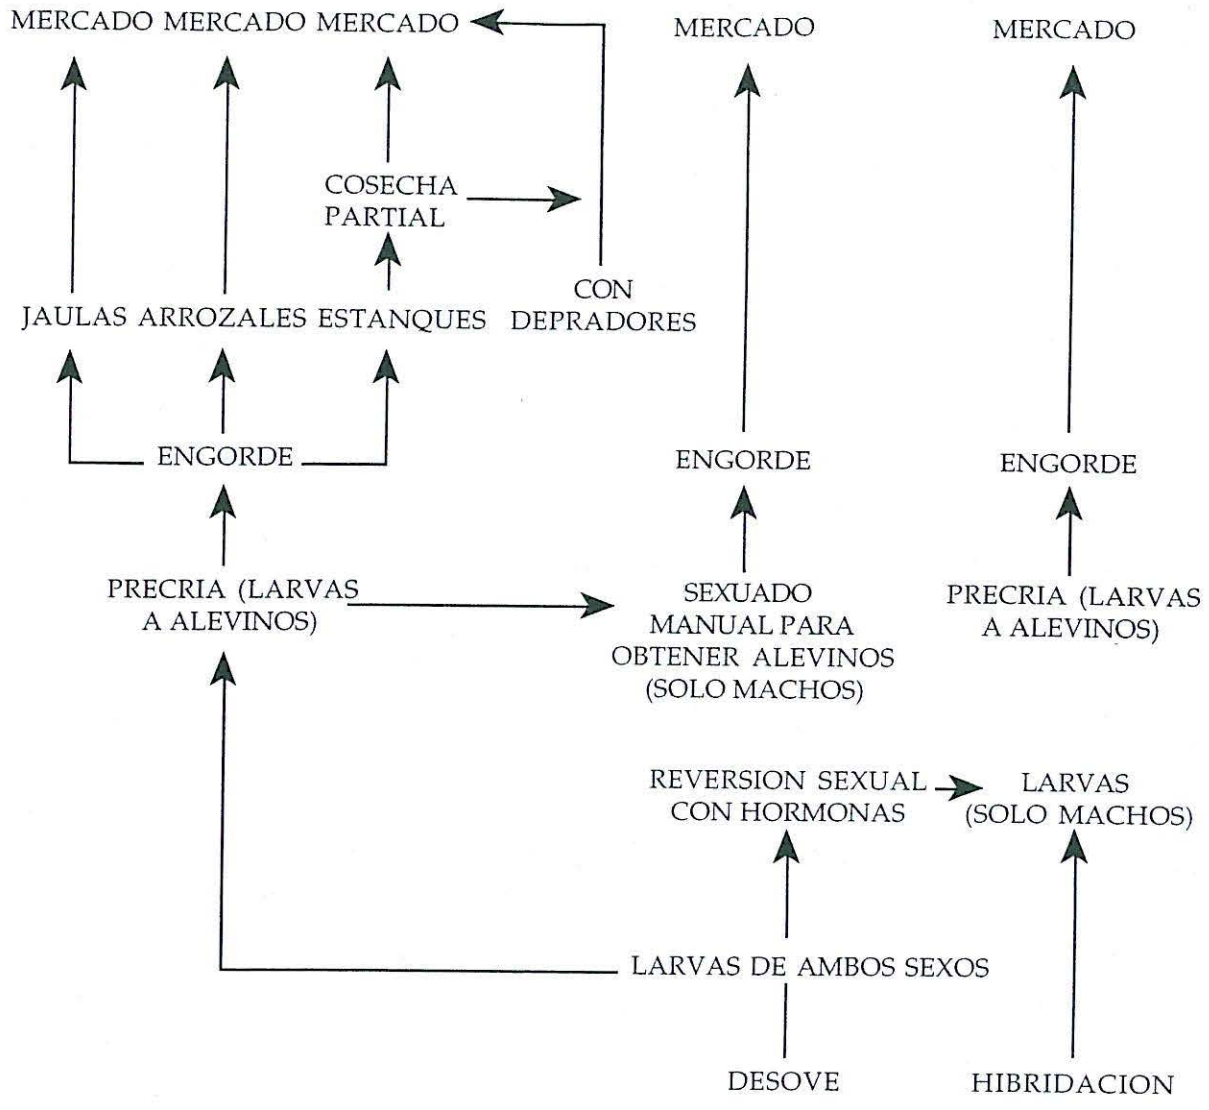 MERCADO MERCADO MERCADO
MERCADO
MERCADO
COSECHA
PARTIAL
CON
DEPRADORES
JAULAS ARROZALES ESTANQUES
ENGORDE
ENGORDE
ENGORDE
PRECRIA (LARVAS
A ALEVINOS)
SEXUADO
MANUAL PARA
OBTENER ALEVINOS
(SOLO MACHOS)
PRECRIA (LARVAS
A ALEVINOS)
REVERSION SEXUAL
CON HORMONAS
LARVAS
(SOLO MACHOS)
LARVAS DE AMBOS SEXOS
DESOVE
HIBRIDACION